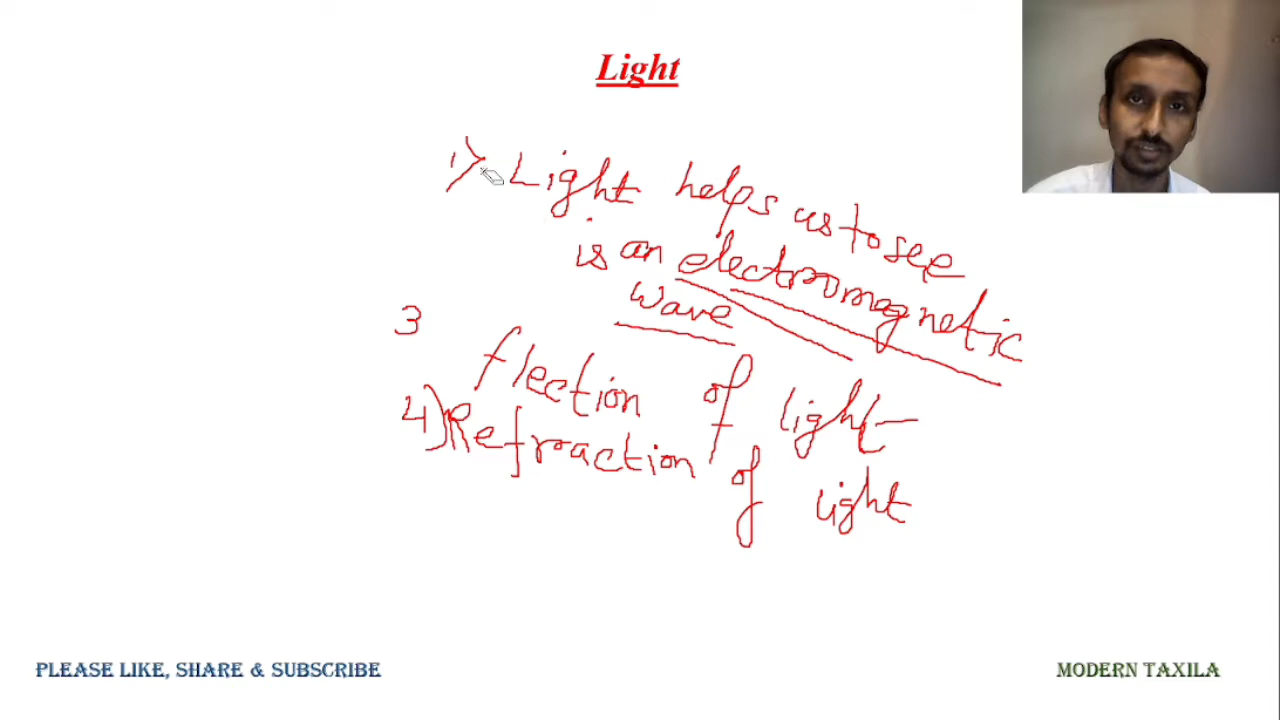 Light
1) Light helps us to see
is an electromagnetic
wave
3
flection of light
4) Refraction of light
PLEASE LIKE, SHARE & SUBSCRIBE
MODERN TAXILA